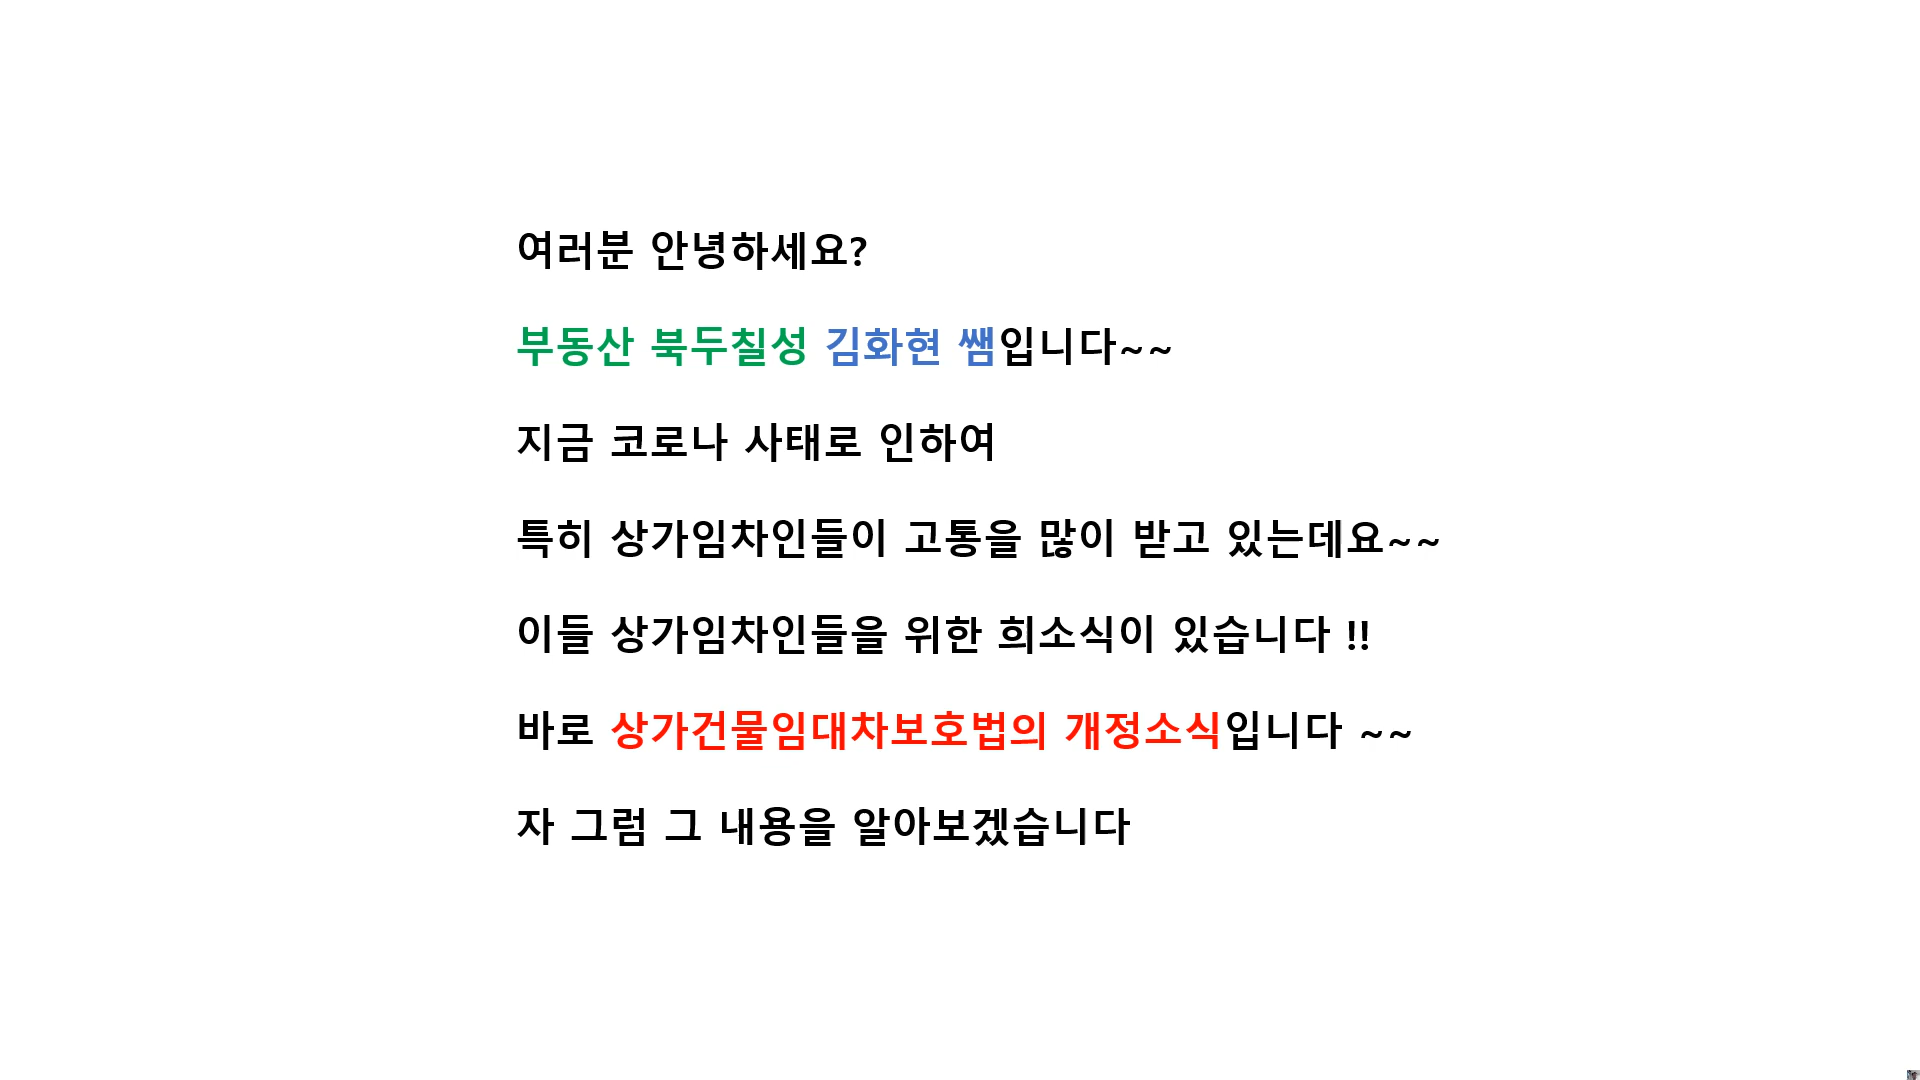 여러분 안녕하세요?
부동산 북두칠성 김화현 쌤입니다~~
지금 코로나 사태로 인하여
특히 상가임차인들이 고통을 많이 받고 있는데요~~
이들 상가임차인들을 위한 희소식이 있습니다 !!
바로 상가건물임대차보호법의 개정소식입니다 ~~
자 그럼 그 내용을 알아보겠습니다